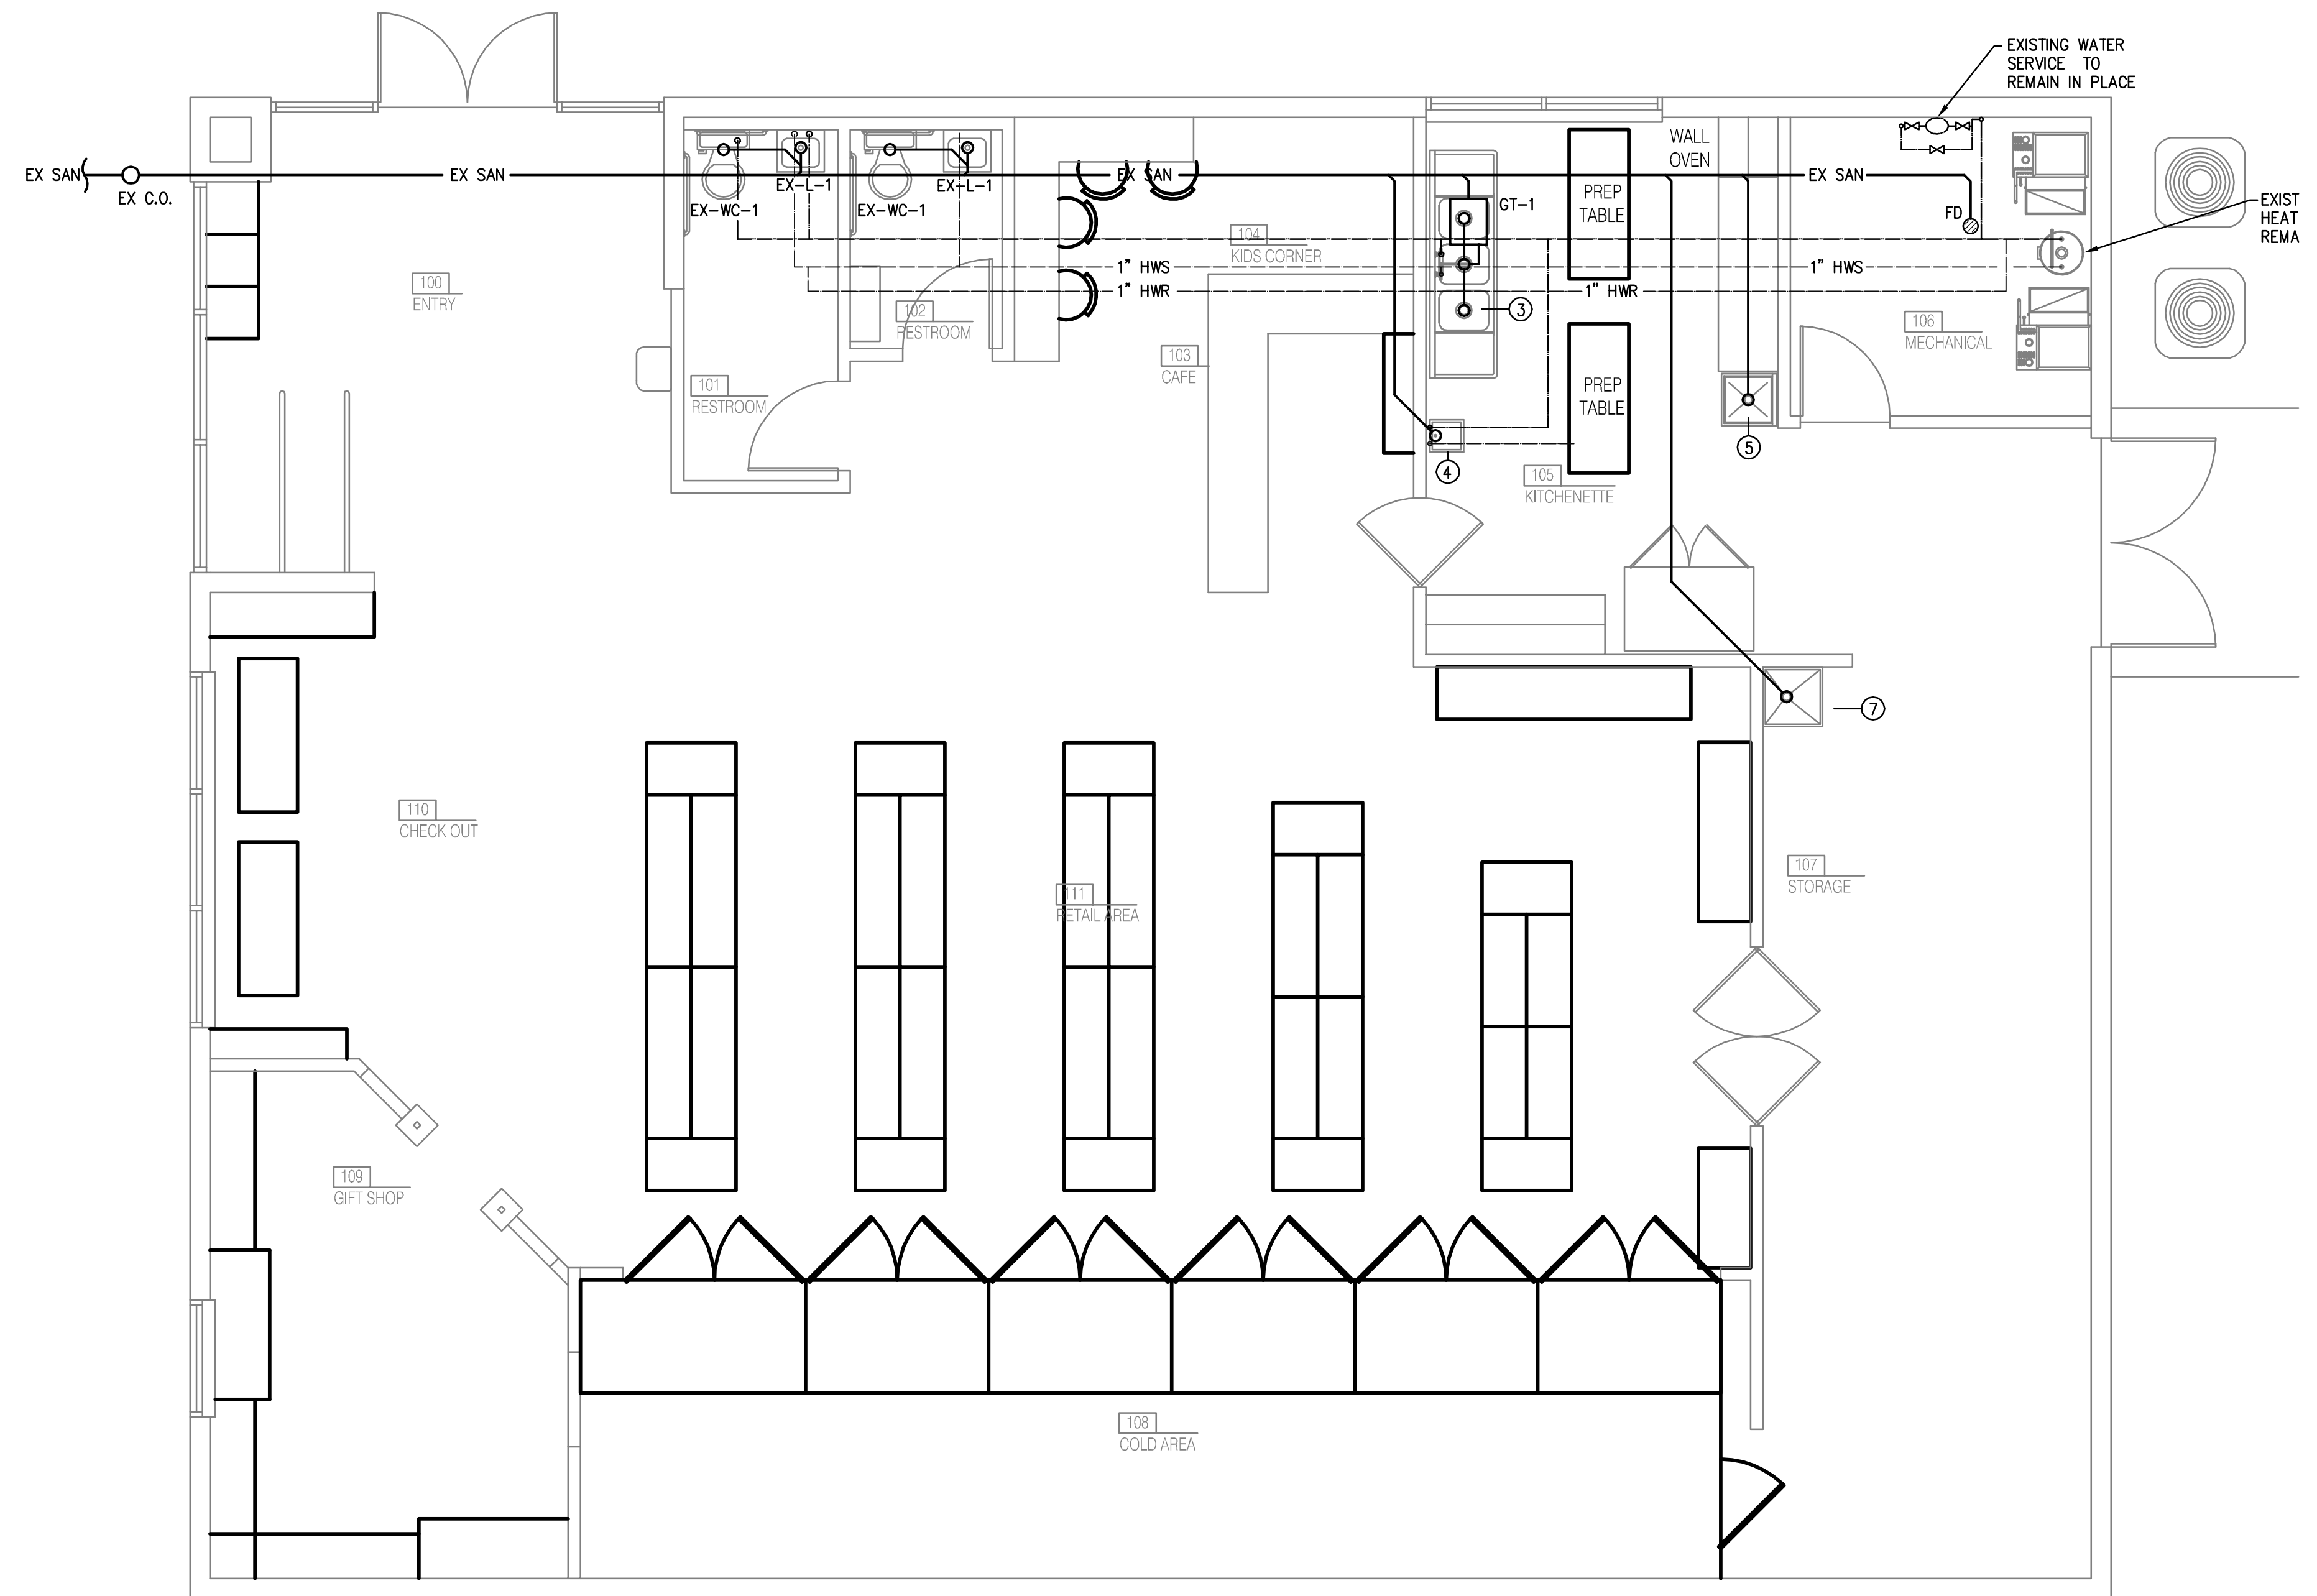 EXISTING WATER
SERVICE TO
REMAIN IN PLACE
WALL
OVEN
EX SAN
EX SAN
EX SAN
EX SAN
EX C.O.
EX-L-1
EX-L-1
EX-WC-1
EX-WC-1
PREP
TABLE
GT-1
FD
EXIST
HEAT
REMA
104
KIDS CORNER
1" HWS
1" HWS
1" HWR
1" HWR
100
ENTRY
102
RESTROOM
3
106
MECHANICAL
103
CAFE
101
RESTROOM
PREP
TABLE
4
5
105
KITCHENETTE
7
110
CHECK OUT
111
RETAIL AREA
107
STORAGE
109
GIFT SHOP
108
COLD AREA